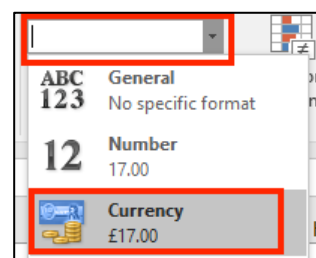 ABC
123
General
No specific format
12
Number
17.00
Currency
£17.00